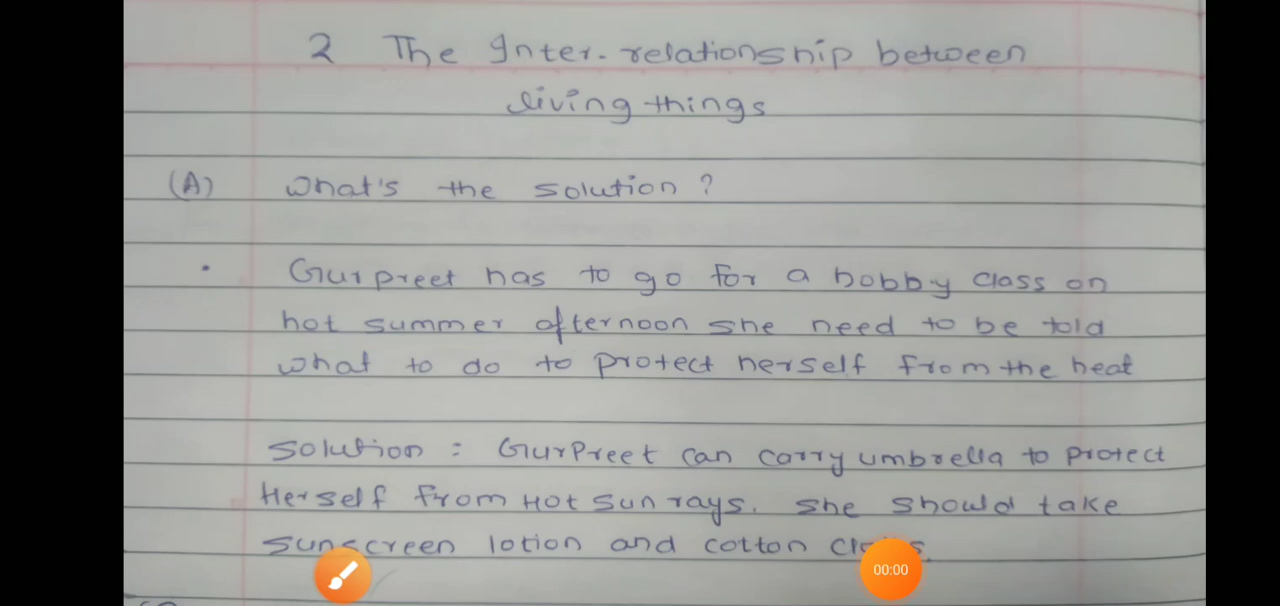 2 The Inter-relationship between
living things
(A) What's the solution ?
• Gurpreet has to go for a hobby class on
hot summer afternoon she need to be told
what to do to protect herself from the heat
Solution : GurPreet can carry umbrella to protect
Herself from Hot Sun rays. She should take
sunscreen lotion and cotton
00:00